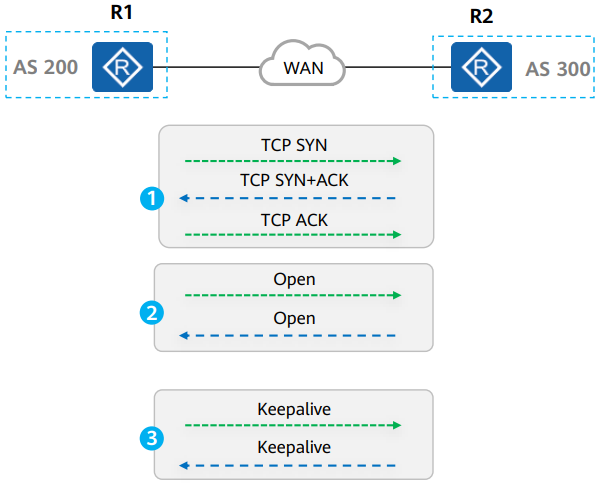 R1
R2
AS 200
R
WAN
R
AS 300
TCP SYN
TCP SYN+ACK
1
TCP ACK
Open
2
Open
Keepalive
3
Keepalive